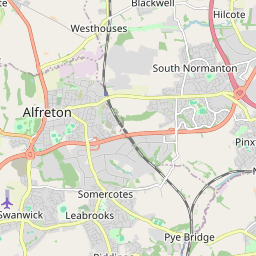 Blackwell
Hilcote
Westhouses
South Normanton
Alfreton
Pinx
Somercotes
Swanwick
Leabrooks
Pye Bridge